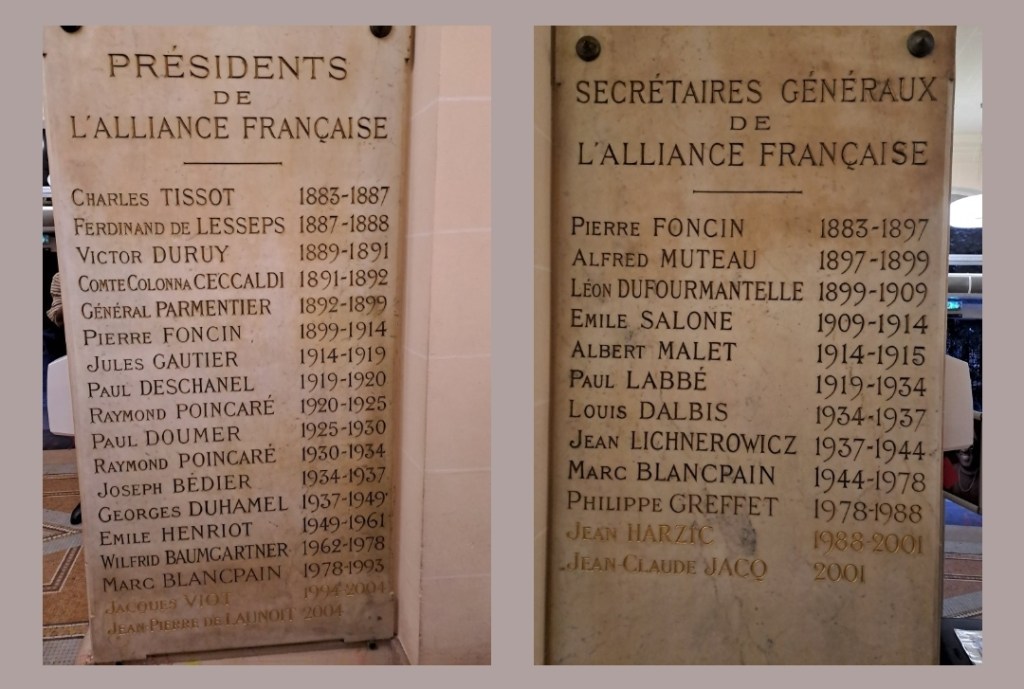 PRÉSIDENTS
DE
L'ALLIANCE FRANÇAISE
CHARLES TISSOT 1883-1887
FERDINAND DE LESSEPS 1887-1888
VICTOR DURUY 1889-1891
COMTE COLONNA CECCALDI 1891-1892
GÉNÉRAL PARMENTIER 1892-1899
PIERRE FONCIN 1899-1914
JULES GAUTIER 1914-1919
PAUL DESCHANEL 1919-1920
RAYMOND POINCARÉ 1920-1925
PAUL DOUMER 1925-1930
RAYMOND POINCARÉ 1930-1934
JOSEPH BÉDIER 1934-1937
GEORGES DUHAMEL 1937-1949
EMILE HENRIOT 1949-1961
WILFRID BAUMGARTNER 1962-1978
MARC BLANCPAIN 1978-1993
JACQUES VIOT 1994-2004
JEAN-PIERRE DE LAUNOIT 2004
SECRÉTAIRES GÉNÉRAUX
DE
L'ALLIANCE FRANÇAISE
PIERRE FONCIN 1883-1897
ALFRED MUTEAU 1897-1899
LÉON DUFOURMANTELLE 1899-1909
EMILE SALONE 1909-1914
ALBERT MALET 1914-1915
PAUL LABBÉ 1919-1934
LOUIS DALBIS 1934-1937
JEAN LICHNEROWICZ 1937-1944
MARC BLANCPAIN 1944-1978
PHILIPPE GREFFET 1978-1988
JEAN HARZIC 1988-2001
JEAN-CLAUDE JACQ 2001